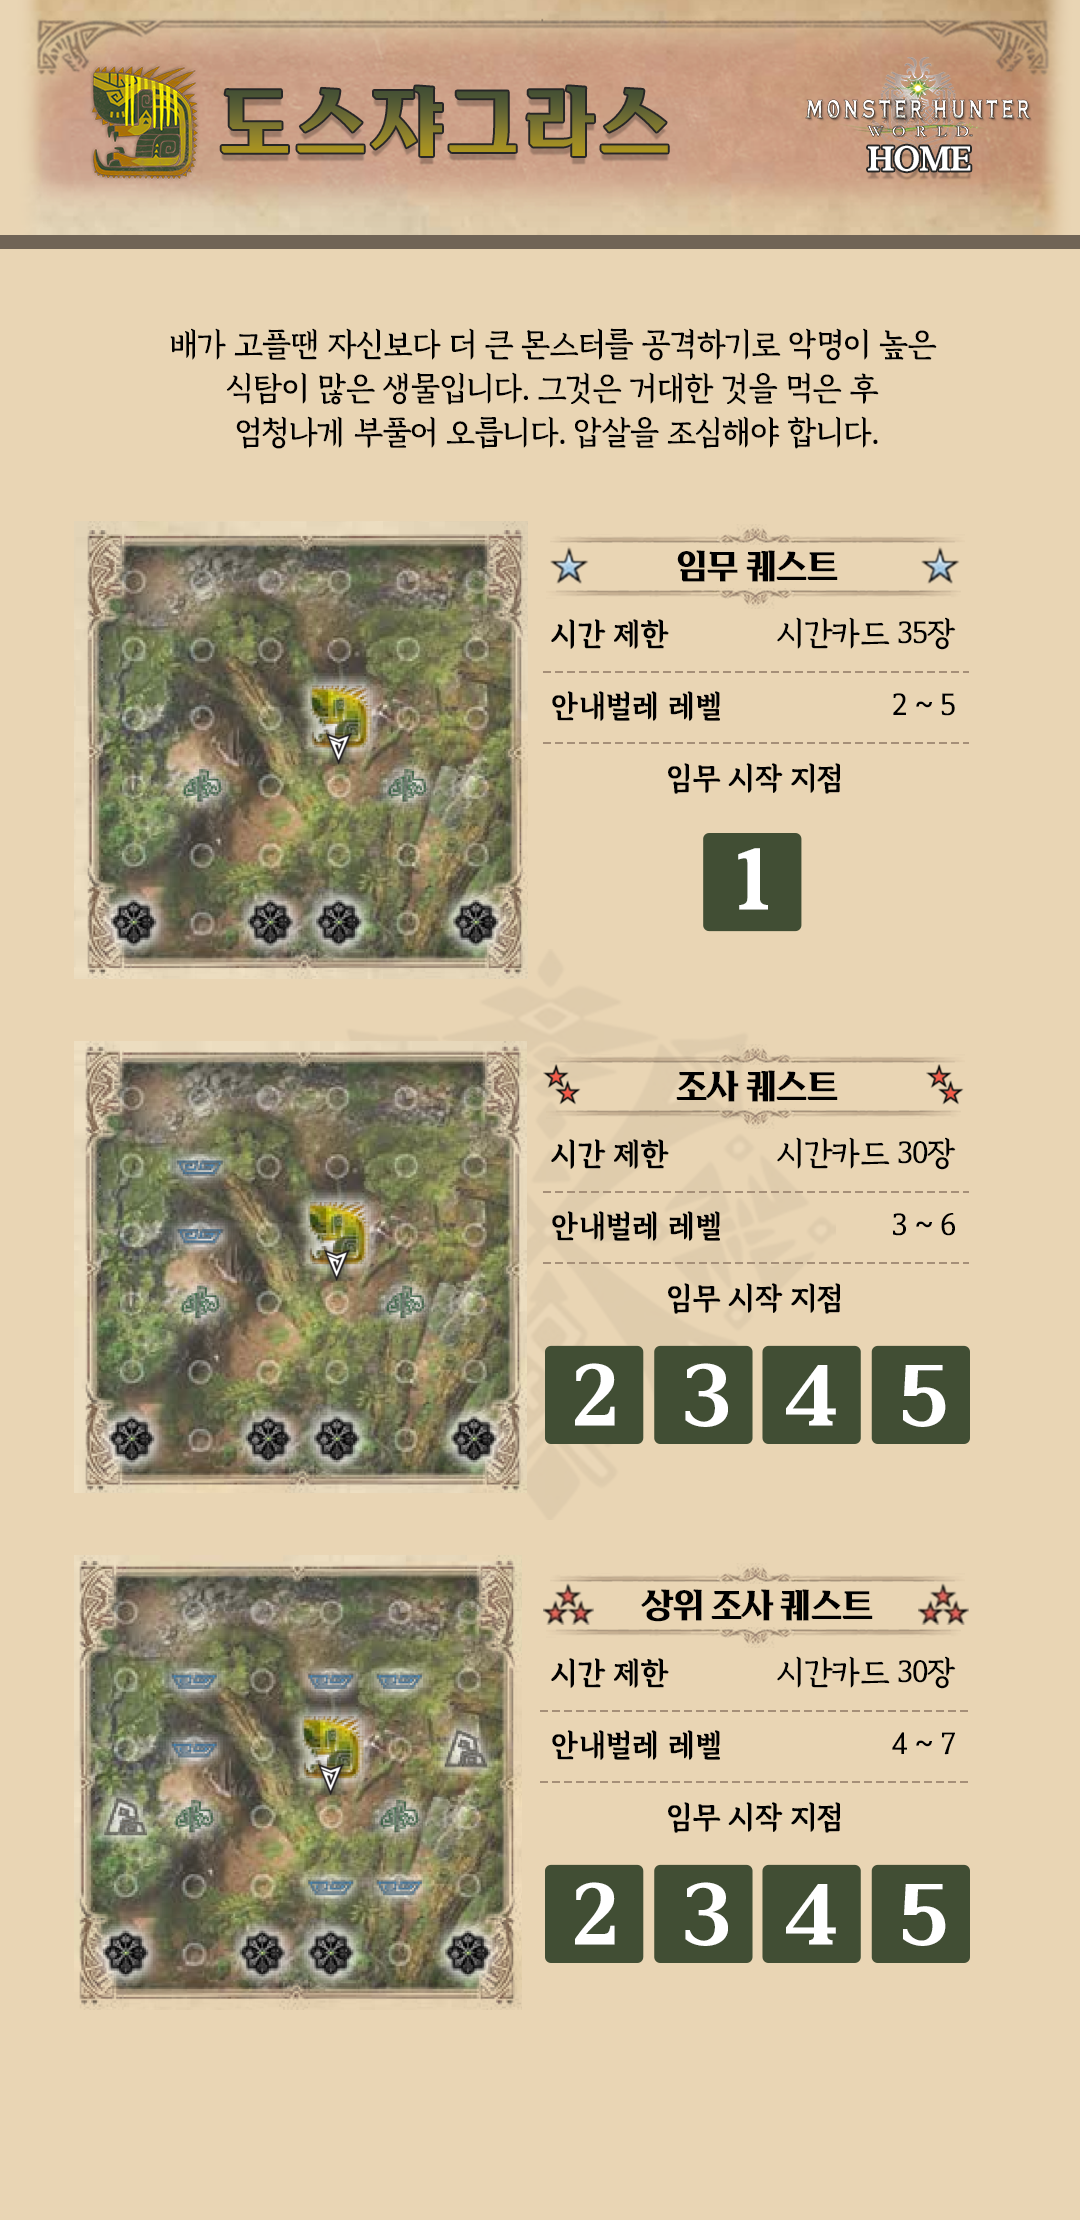 도스쟈그라스
MONSTER HUNTER
WORLD
HOME
배가 고플땐 자신보다 더 큰 몬스터를 공격하기로 악명이 높은
식탐이 많은 생물입니다. 그것은 거대한 것을 먹은 후
엄청나게 부풀어 오릅니다. 압살을 조심해야 합니다.
임무 퀘스트
시간 제한 시간카드 35장
안내벌레 레벨 2 ~ 5
임무 시작 지점
1
조사 퀘스트
시간 제한 시간카드 30장
안내벌레 레벨 3 ~ 6
임무 시작 지점
2 3 4 5
상위 조사 퀘스트
시간 제한 시간카드 30장
안내벌레 레벨 4 ~ 7
임무 시작 지점
2 3 4 5